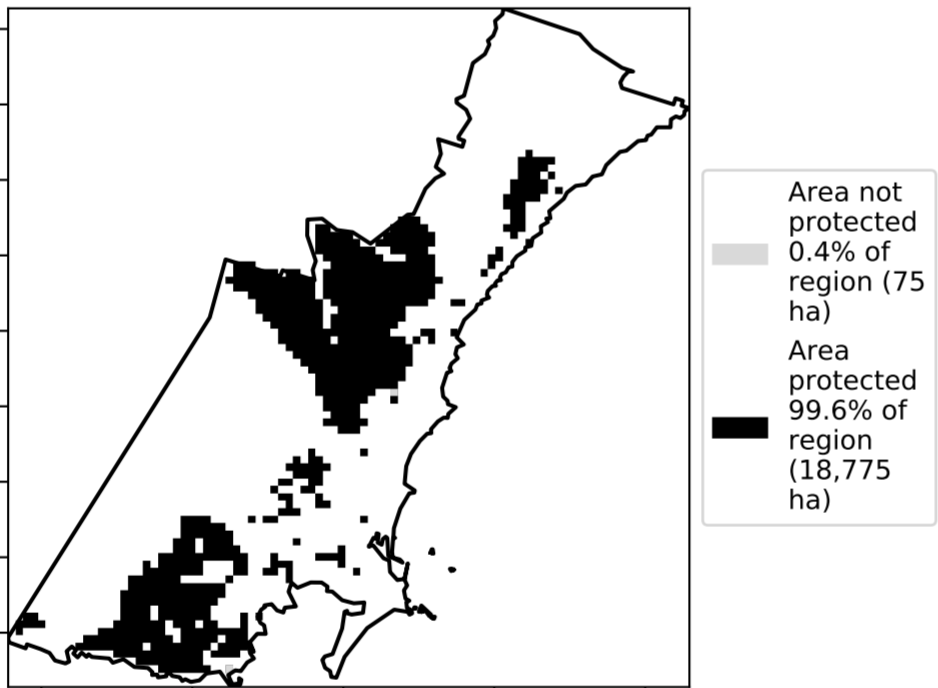 Area not
protected
0.4% of
region (75
ha)
Area
protected
99.6% of
region
(18,775
ha)